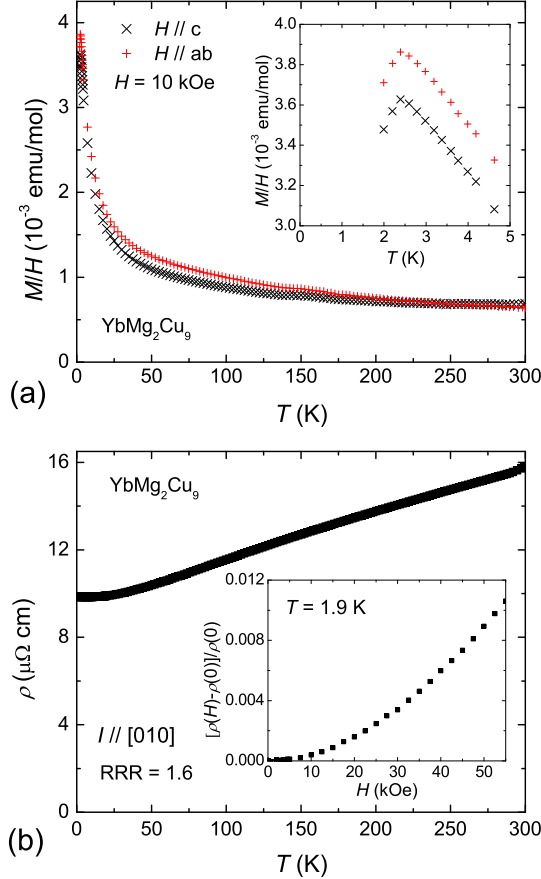 4
3
2
1
0
M/H (10⁻³ emu/mol)
× H // c
+ H // ab
H = 10 kOe
YbMg₂Cu₉
4.0
3.8
3.6
3.4
3.2
3.0
M/H (10⁻³ emu/mol)
0 1 2 3 4 5
T (K)
0 50 100 150 200 250 300
(a)
T (K)
16
12
8
4
0
ρ (μΩ cm)
YbMg₂Cu₉
0.012
0.008
0.004
0.000
[ρ(H)-ρ(0)]/ρ(0)
T = 1.9 K
0 10 20 30 40 50
H (kOe)
I // [010]
RRR = 1.6
0 50 100 150 200 250 300
(b)
T (K)